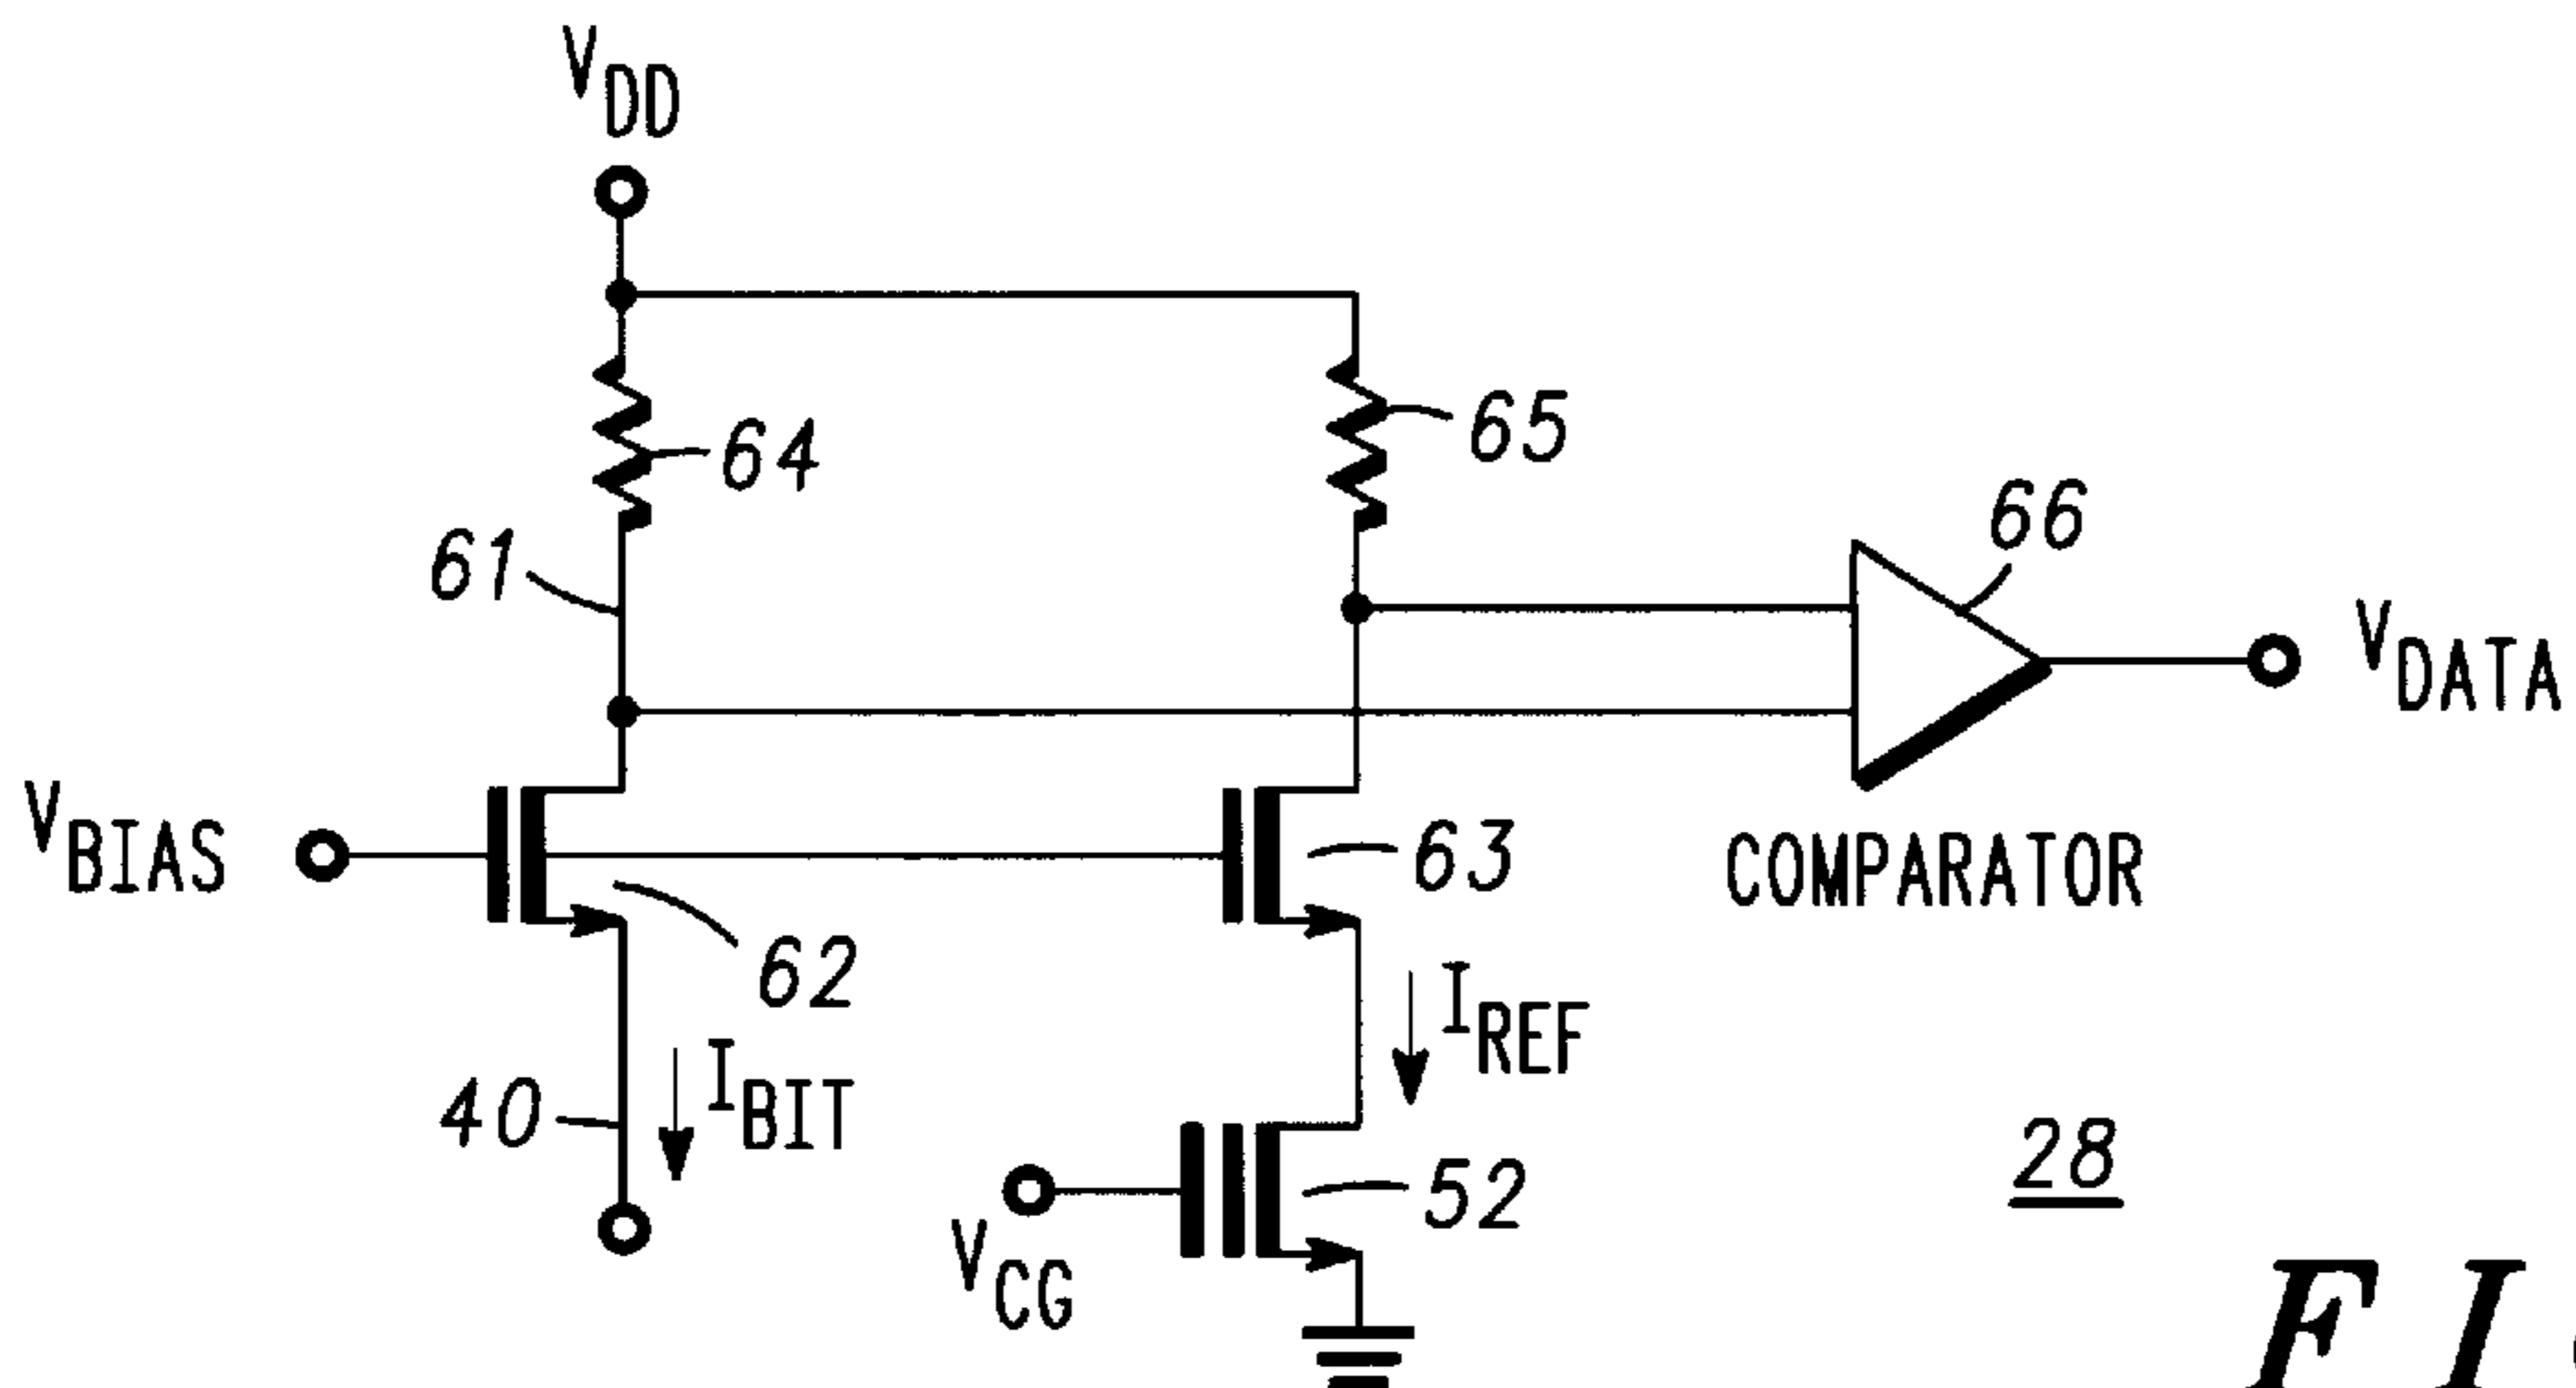 VDD
64
65
61
66
VDATA
VBIAS
62
63
COMPARATOR
40
IBIT
IREF
VCG
52
28